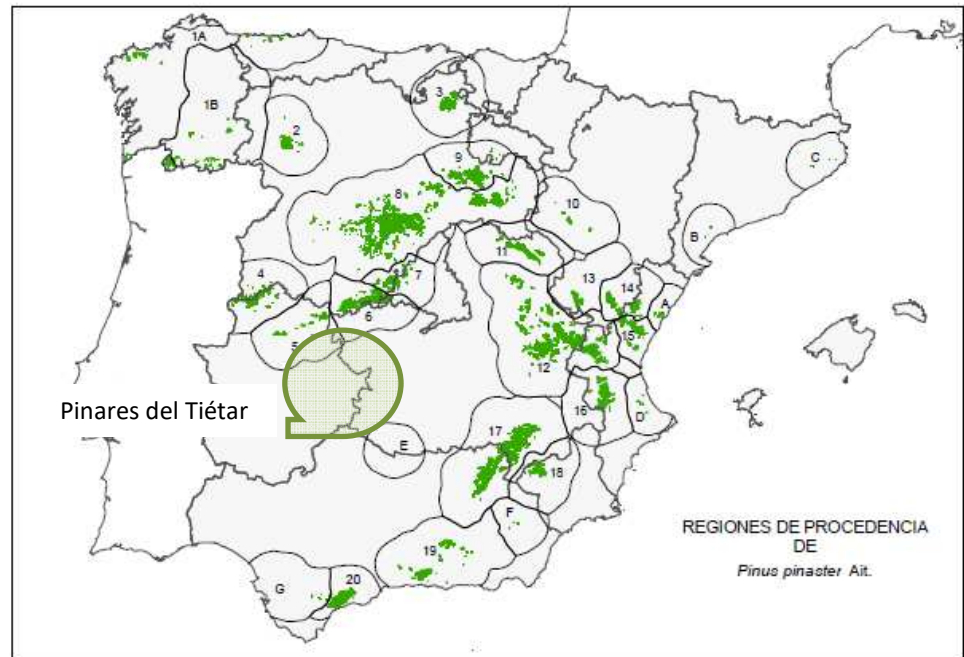 1A
1B
2
3
C
9
8
10
B
11
4
7
13
14
A
6
5
15
12
Pinares del Tiétar
16
D
17
E
18
F
REGIONES DE PROCEDENCIA
DE
Pinus pinaster Ait.
19
20
G